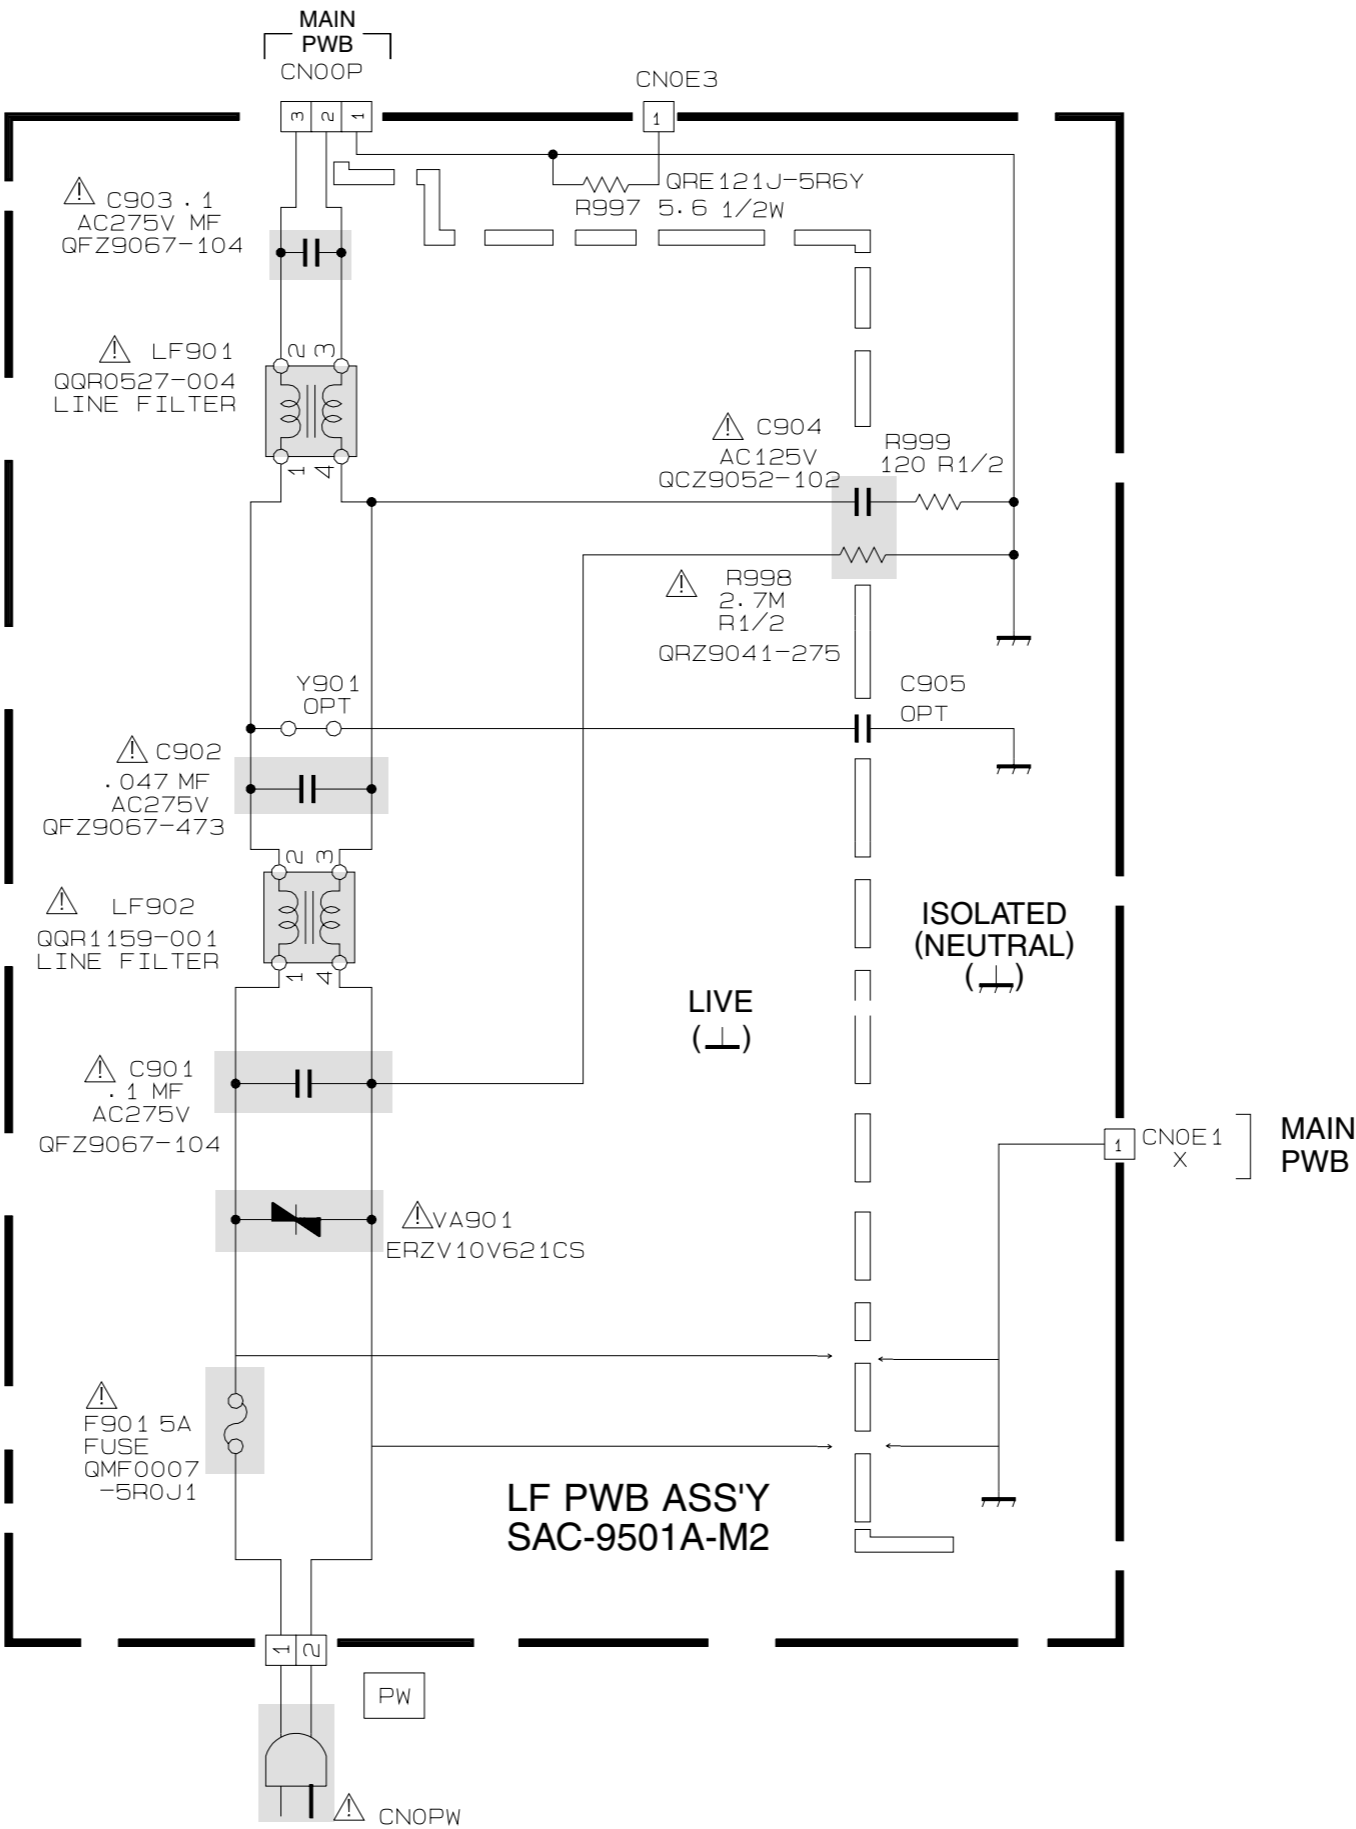 MAIN
PWB
CN00P
CN0E3
3 2 1
1
⚠ C903 .1
AC275V MF
QFZ9067-104
QRE121J-5R6Y
R997 5.6 1/2W
⚠ LF901
QQR0527-004
LINE FILTER
2 3
1 4
⚠ C904
AC125V
QCZ9052-102
R999
120 R1/2
⚠ R998
2.7M
R1/2
QRZ9041-275
Y901
OPT
C905
OPT
⚠ C902
.047 MF
AC275V
QFZ9067-473
2 3
⚠ LF902
QQR1159-001
LINE FILTER
1 4
ISOLATED
(NEUTRAL)
( )
LIVE
( )
⚠ C901
.1 MF
AC275V
QFZ9067-104
1 CN0E1
X
MAIN
PWB
⚠ VA901
ERZV10V621CS
⚠
F901 5A
FUSE
QMF0007
-5R0J1
LF PWB ASS'Y
SAC-9501A-M2
1 2
PW
⚠ CN0PW